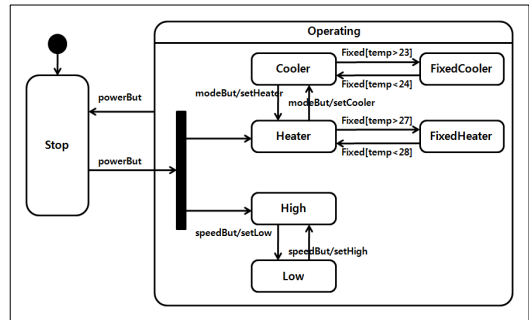 Operating
Cooler
Fixed[temp>23]
FixedCooler
Fixed[temp<24]
modeBut/setHeater
modeBut/setCooler
powerBut
Stop
Heater
Fixed[temp>27]
FixedHeater
Fixed[temp<28]
powerBut
High
speedBut/setLow
speedBut/setHigh
Low